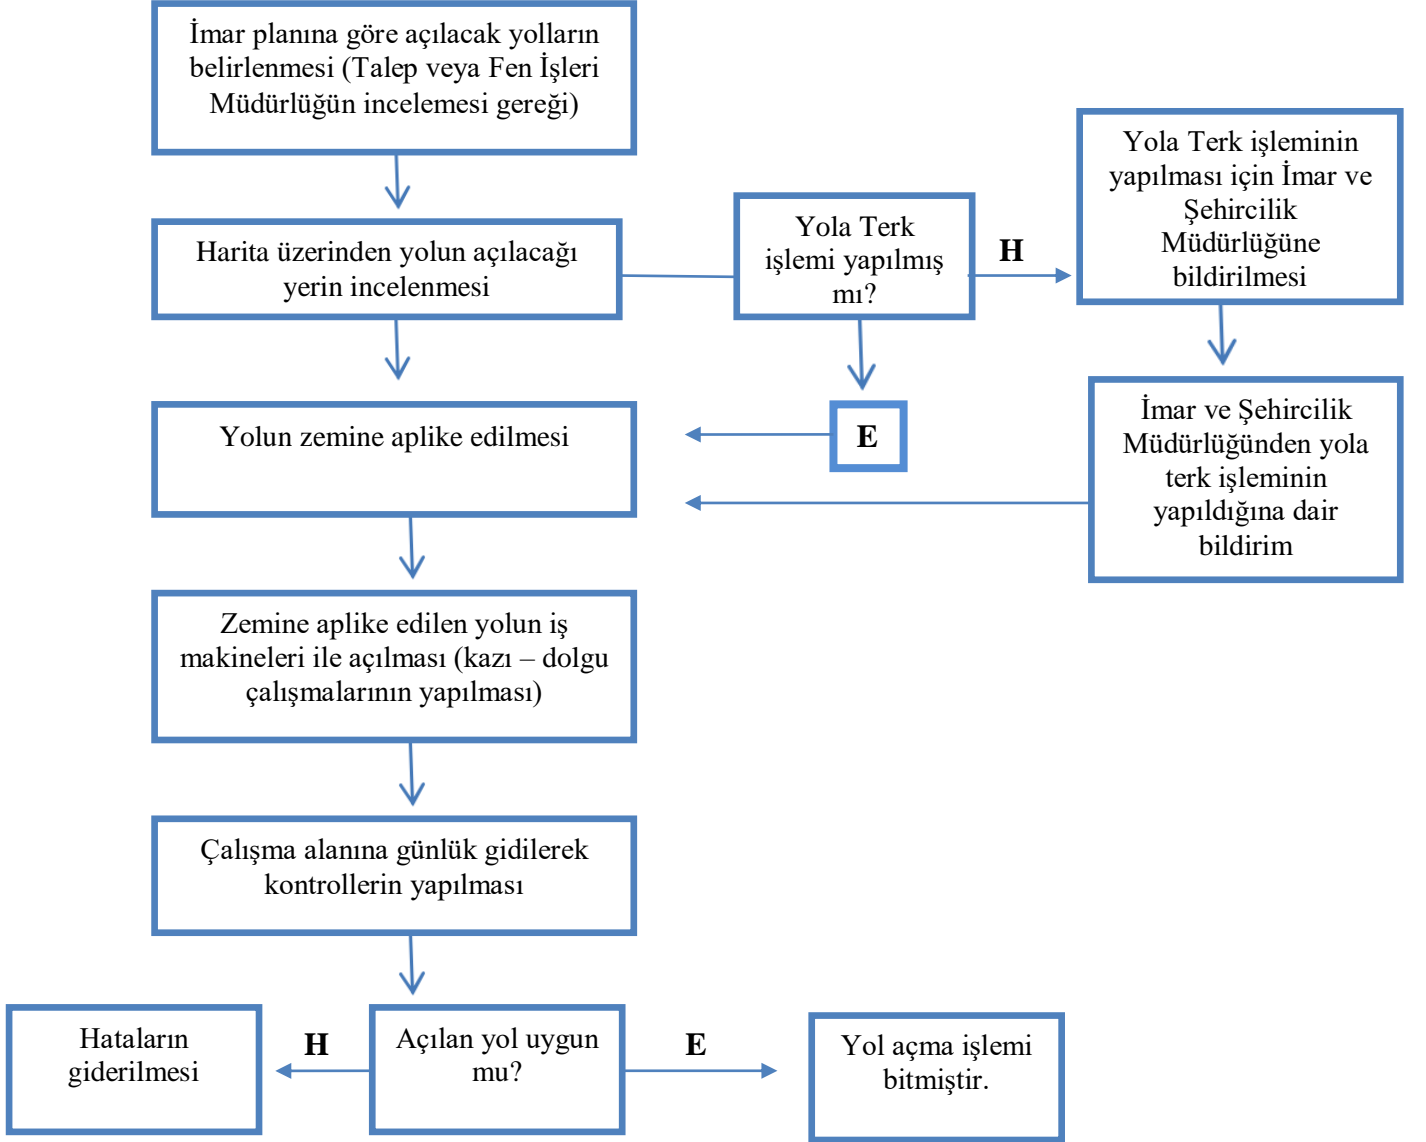 İmar planına göre açılacak yolların
belirlenmesi (Talep veya Fen İşleri
Müdürlüğün incelemesi gereği)
Harita üzerinden yolun açılacağı
yerin incelenmesi
Yola Terk
işlemi yapılmış
mı?
H
Yola Terk işleminin
yapılması için İmar ve
Şehircilik
Müdürlüğüne
bildirilmesi
Yolun zemine aplike edilmesi
E
İmar ve Şehircilik
Müdürlüğünden yola
terk işleminin
yapıldığına dair
bildirim
Zemine aplike edilen yolun iş
makineleri ile açılması (kazı – dolgu
çalışmalarının yapılması)
Çalışma alanına günlük gidilerek
kontrollerin yapılması
Hataların
giderilmesi
H
Açılan yol uygun
mu?
E
Yol açma işlemi
bitmiştir.